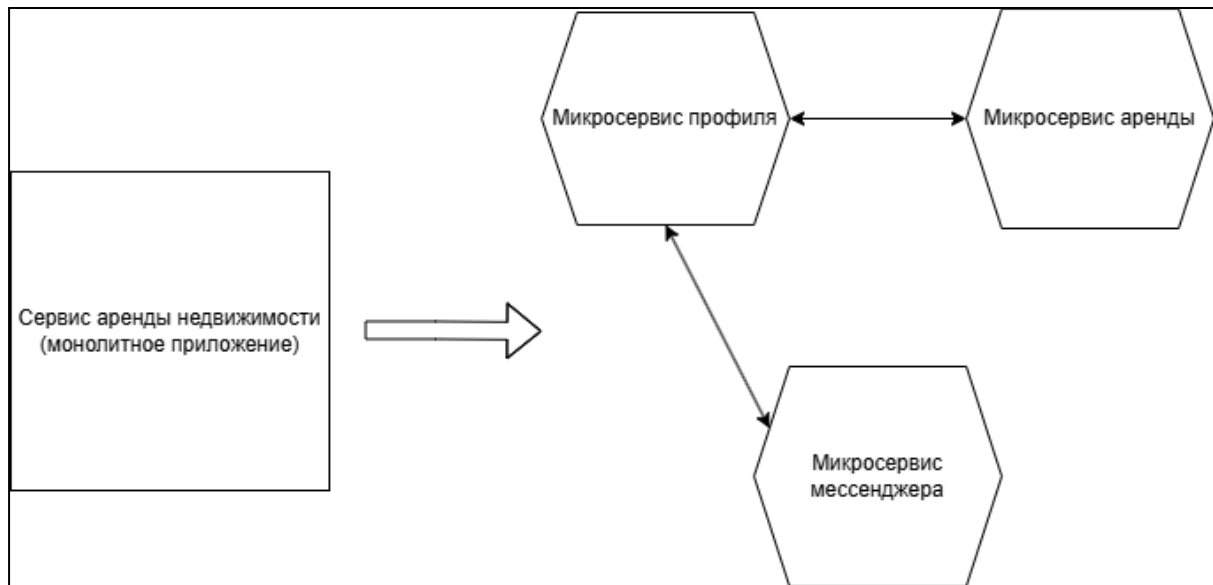 Микросервис профиля
Микросервис аренды
Сервис аренды недвижимости
(монолитное приложение)
Микросервис
мессенджера